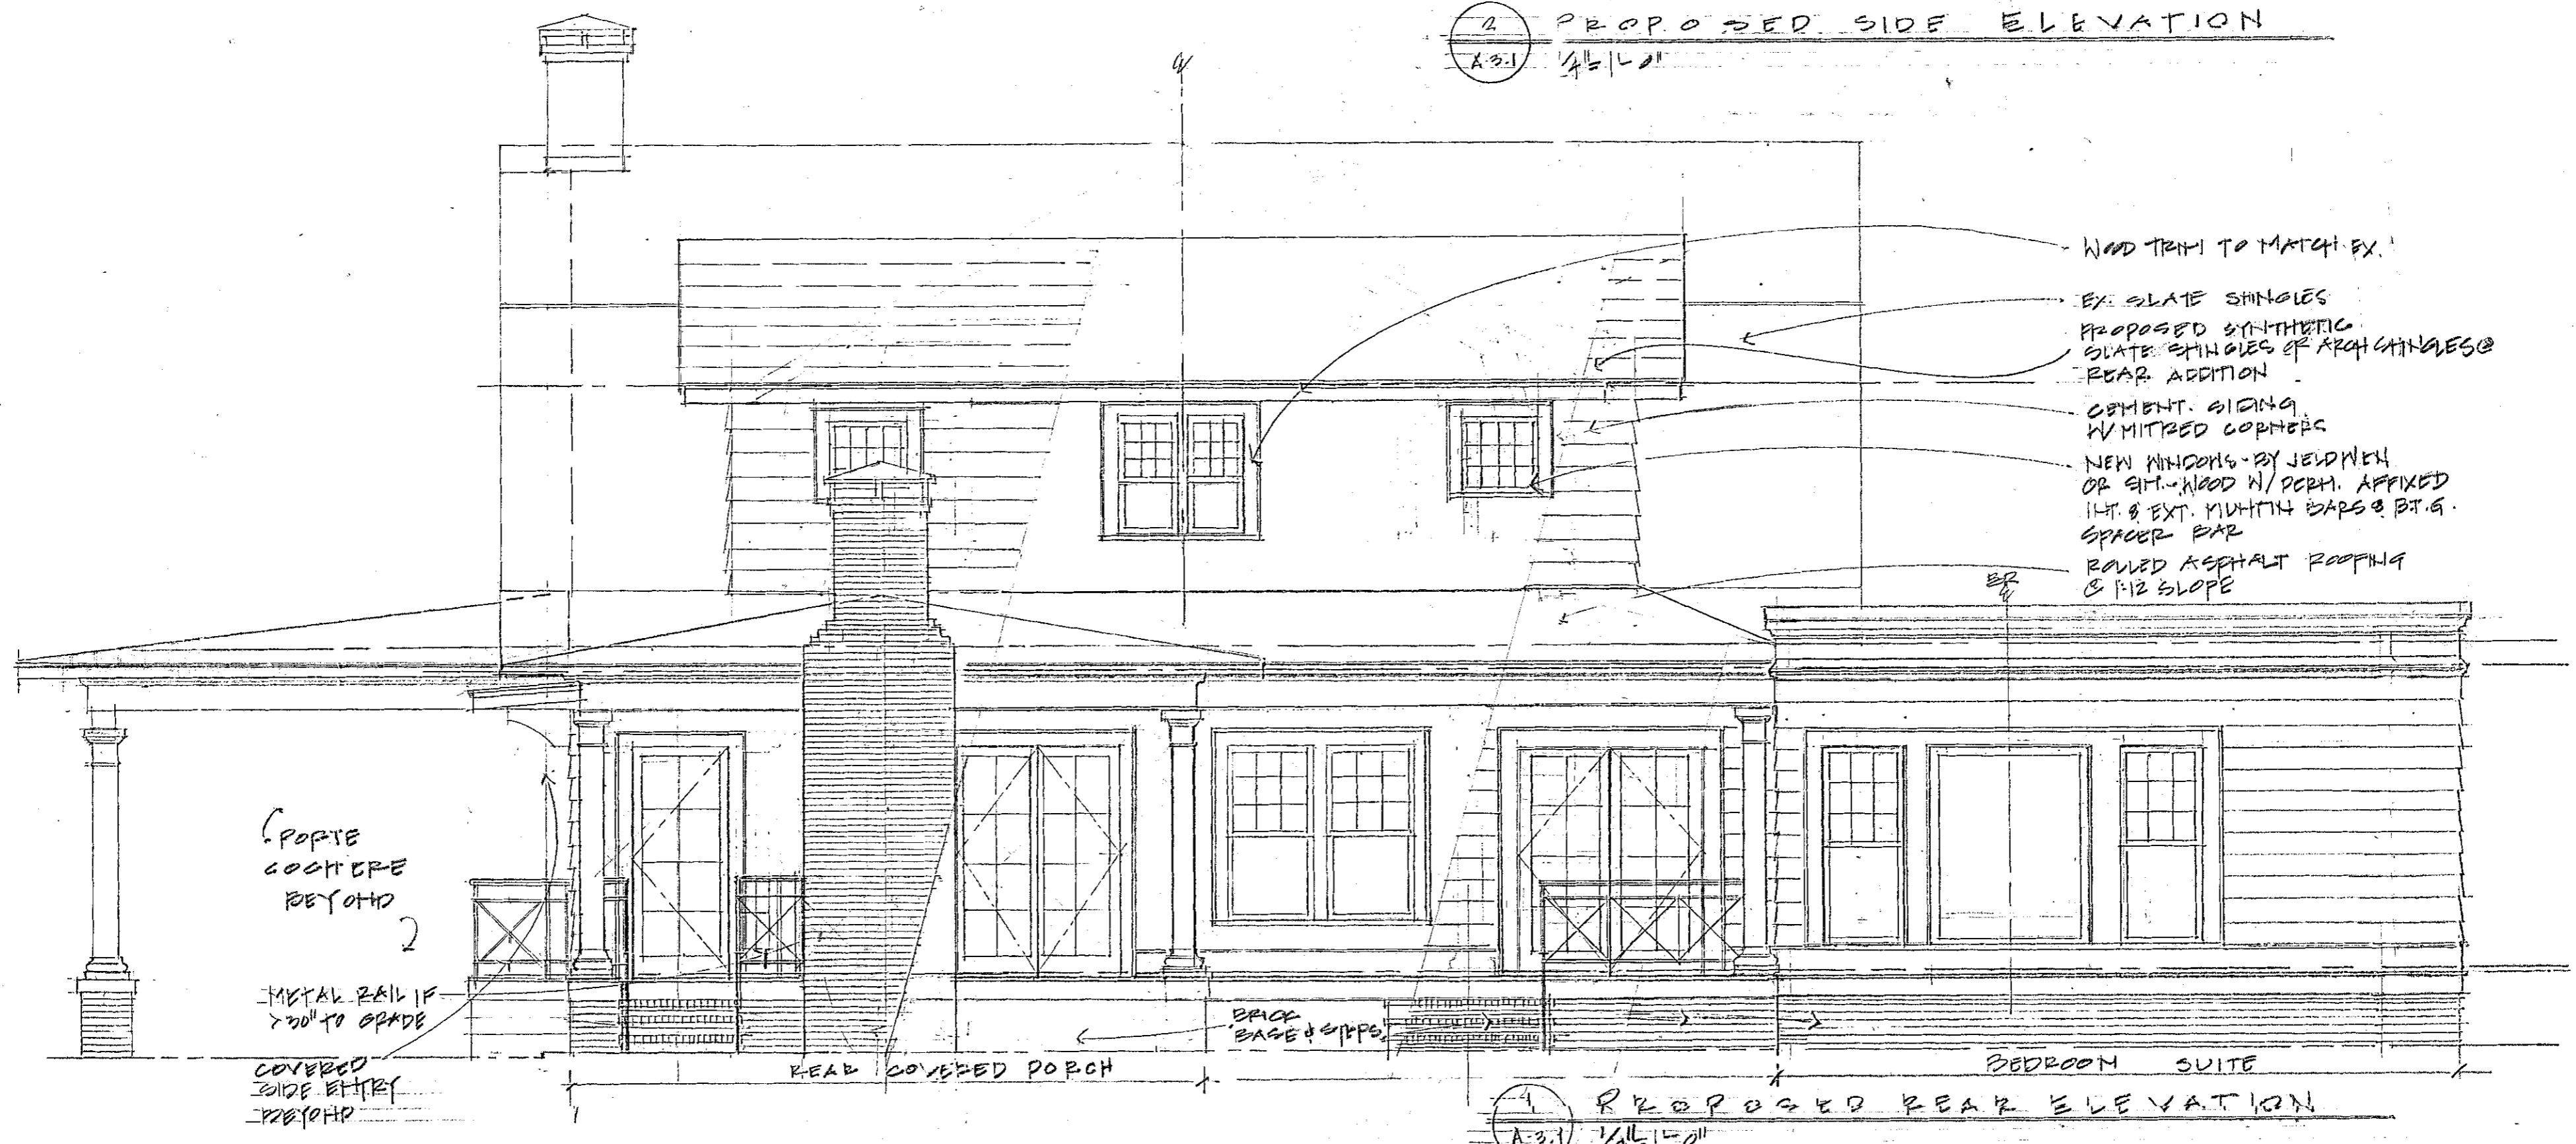 2 PROPOSED SIDE ELEVATION
A-3.1 1/4"=1'-0"
WOOD TRIM TO MATCH EX.
EX. SLATE SHINGLES
PROPOSED SYNTHETIC
SLATE SHINGLES OR ARCH SHINGLES @
REAR ADDITION
CEMENT. SIDING
W/ MITRED CORNERS
NEW WINDOWS - BY JELDWEN
OR SIM. - WOOD W/ PERM. AFFIXED
INT. & EXT. MUNTIN BARS & B.T.G.
SPACER BAR
ROLLED ASPHALT ROOFING
@ 1:12 SLOPE
BR
PORTE
COCHERE
BEYOND
METAL RAIL IF
>30" TO GRADE
COVERED
SIDE ENTRY
BEYOND
BRICK
BASE & STEPS
REAR COVERED PORCH
BEDROOM SUITE
1 PROPOSED REAR ELEVATION
A-3.1 1/4"=1'-0"